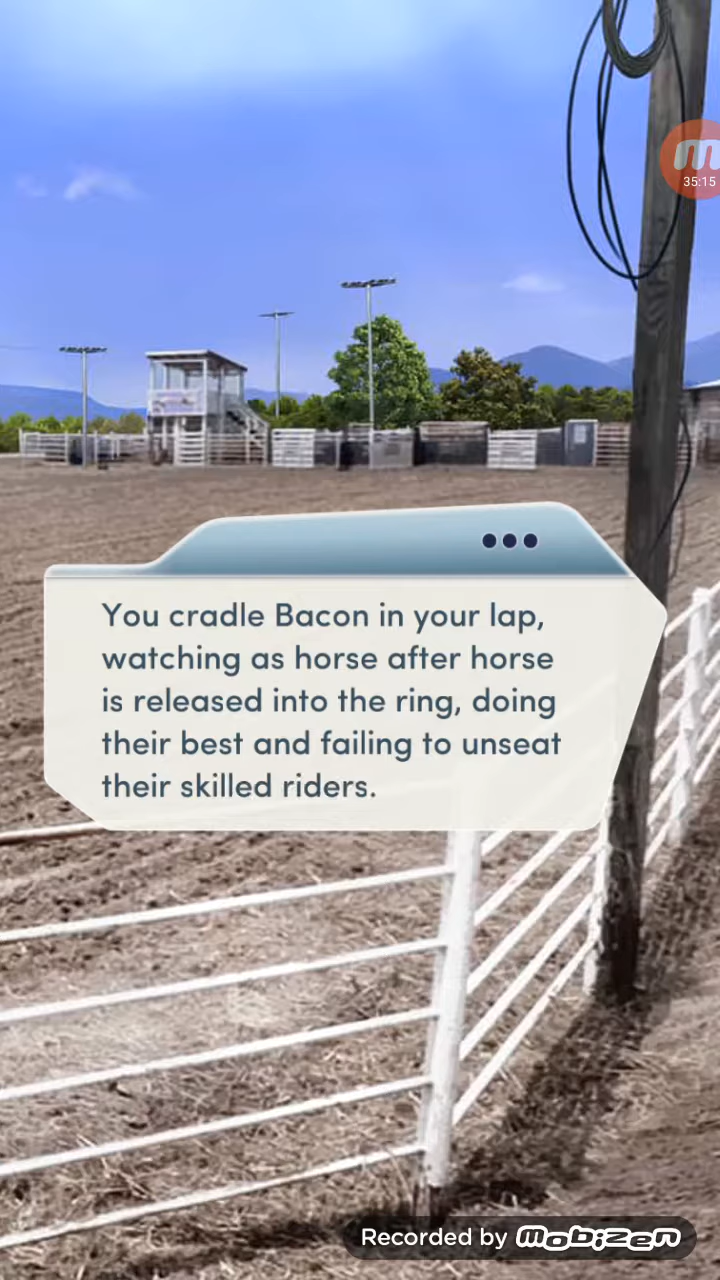 35:15
You cradle Bacon in your lap,
watching as horse after horse
is released into the ring, doing
their best and failing to unseat
their skilled riders.
Recorded by mobizen